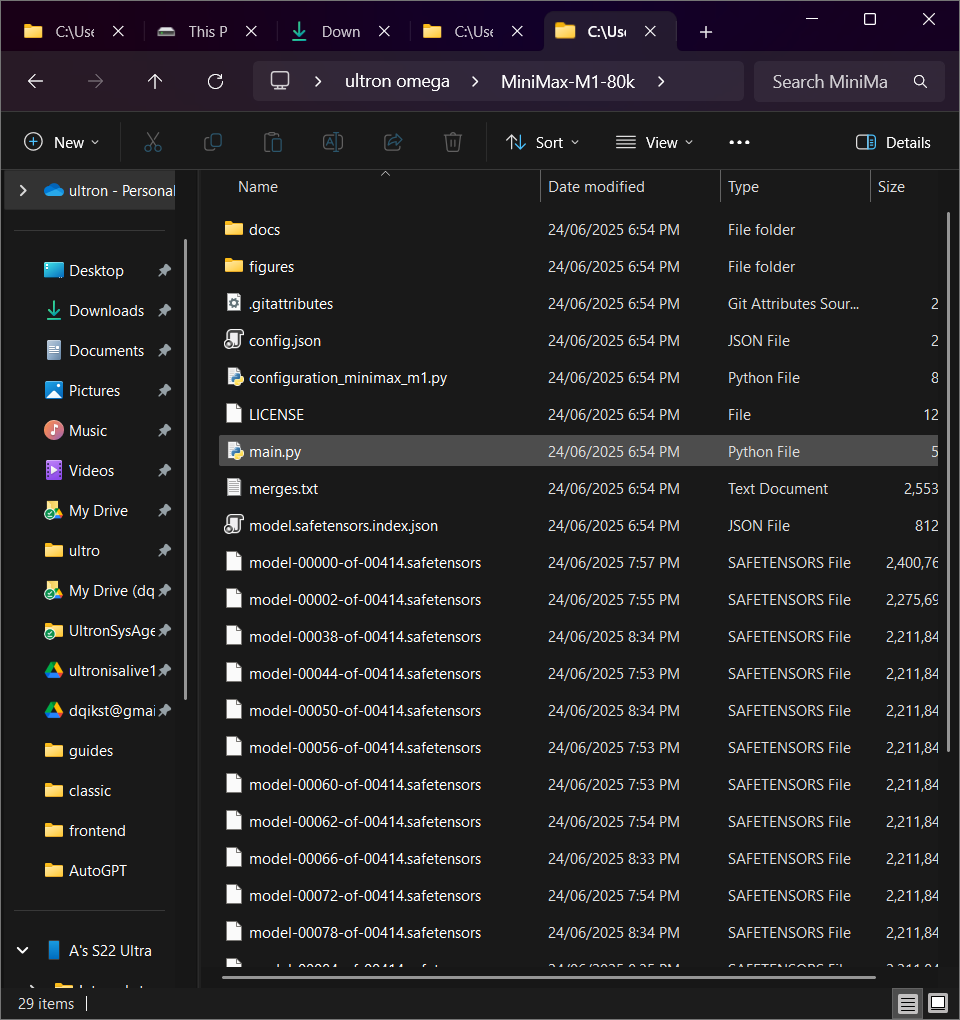 C:\Use
This P
Down
C:\Use
C:\Use
ultron omega
MiniMax-M1-80k
Search MiniMa
New
Sort
View
Details
ultron - Personal
Desktop
Downloads
Documents
Pictures
Music
Videos
My Drive
ultro
My Drive (dq
UltronSysAge
ultronisalive1
dqikst@gmai
guides
classic
frontend
AutoGPT
A's S22 Ultra
Name Date modified Type Size
docs 24/06/2025 6:54 PM File folder
figures 24/06/2025 6:54 PM File folder
.gitattributes 24/06/2025 6:54 PM Git Attributes Sour... 2
config.json 24/06/2025 6:54 PM JSON File 2
configuration_minimax_m1.py 24/06/2025 6:54 PM Python File 8
LICENSE 24/06/2025 6:54 PM File 12
main.py 24/06/2025 6:54 PM Python File 5
merges.txt 24/06/2025 6:54 PM Text Document 2,553
model.safetensors.index.json 24/06/2025 6:54 PM JSON File 812
model-00000-of-00414.safetensors 24/06/2025 7:57 PM SAFETENSORS File 2,400,76
model-00002-of-00414.safetensors 24/06/2025 7:55 PM SAFETENSORS File 2,275,69
model-00038-of-00414.safetensors 24/06/2025 8:34 PM SAFETENSORS File 2,211,84
model-00044-of-00414.safetensors 24/06/2025 7:53 PM SAFETENSORS File 2,211,84
model-00050-of-00414.safetensors 24/06/2025 8:34 PM SAFETENSORS File 2,211,84
model-00056-of-00414.safetensors 24/06/2025 7:53 PM SAFETENSORS File 2,211,84
model-00060-of-00414.safetensors 24/06/2025 7:53 PM SAFETENSORS File 2,211,84
model-00062-of-00414.safetensors 24/06/2025 7:54 PM SAFETENSORS File 2,211,84
model-00066-of-00414.safetensors 24/06/2025 8:33 PM SAFETENSORS File 2,211,84
model-00072-of-00414.safetensors 24/06/2025 7:54 PM SAFETENSORS File 2,211,84
model-00078-of-00414.safetensors 24/06/2025 8:34 PM SAFETENSORS File 2,211,84
29 items